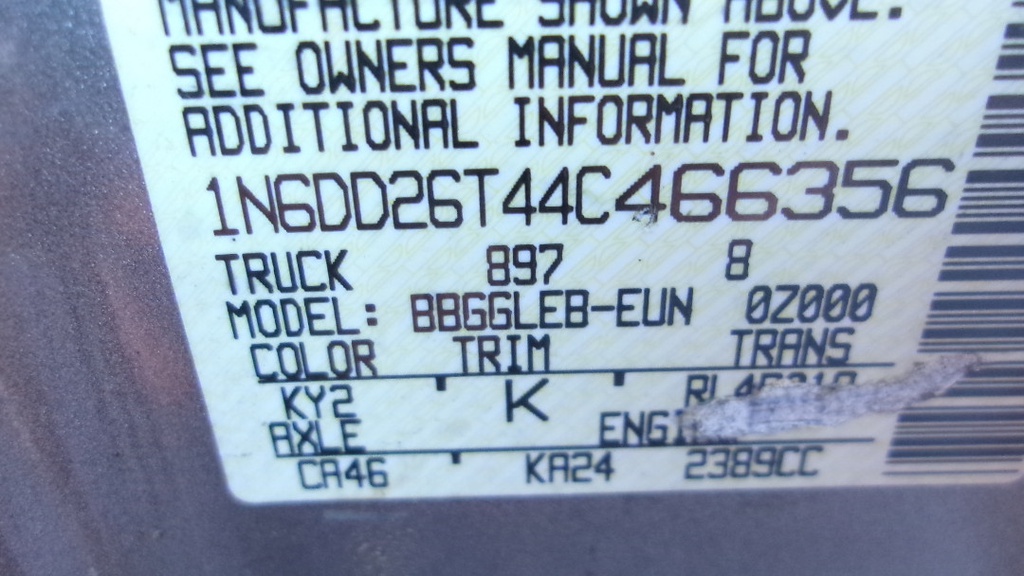 MANUFACTURE SHOWN ABOVE.
SEE OWNERS MANUAL FOR
ADDITIONAL INFORMATION.
1N6DD26T44C466356
TRUCK 897 8
MODEL: BBGGLEB-EUN 0Z000
COLOR TRIM TRANS
KY2 K
AXLE
CA46 KA24 2389CC